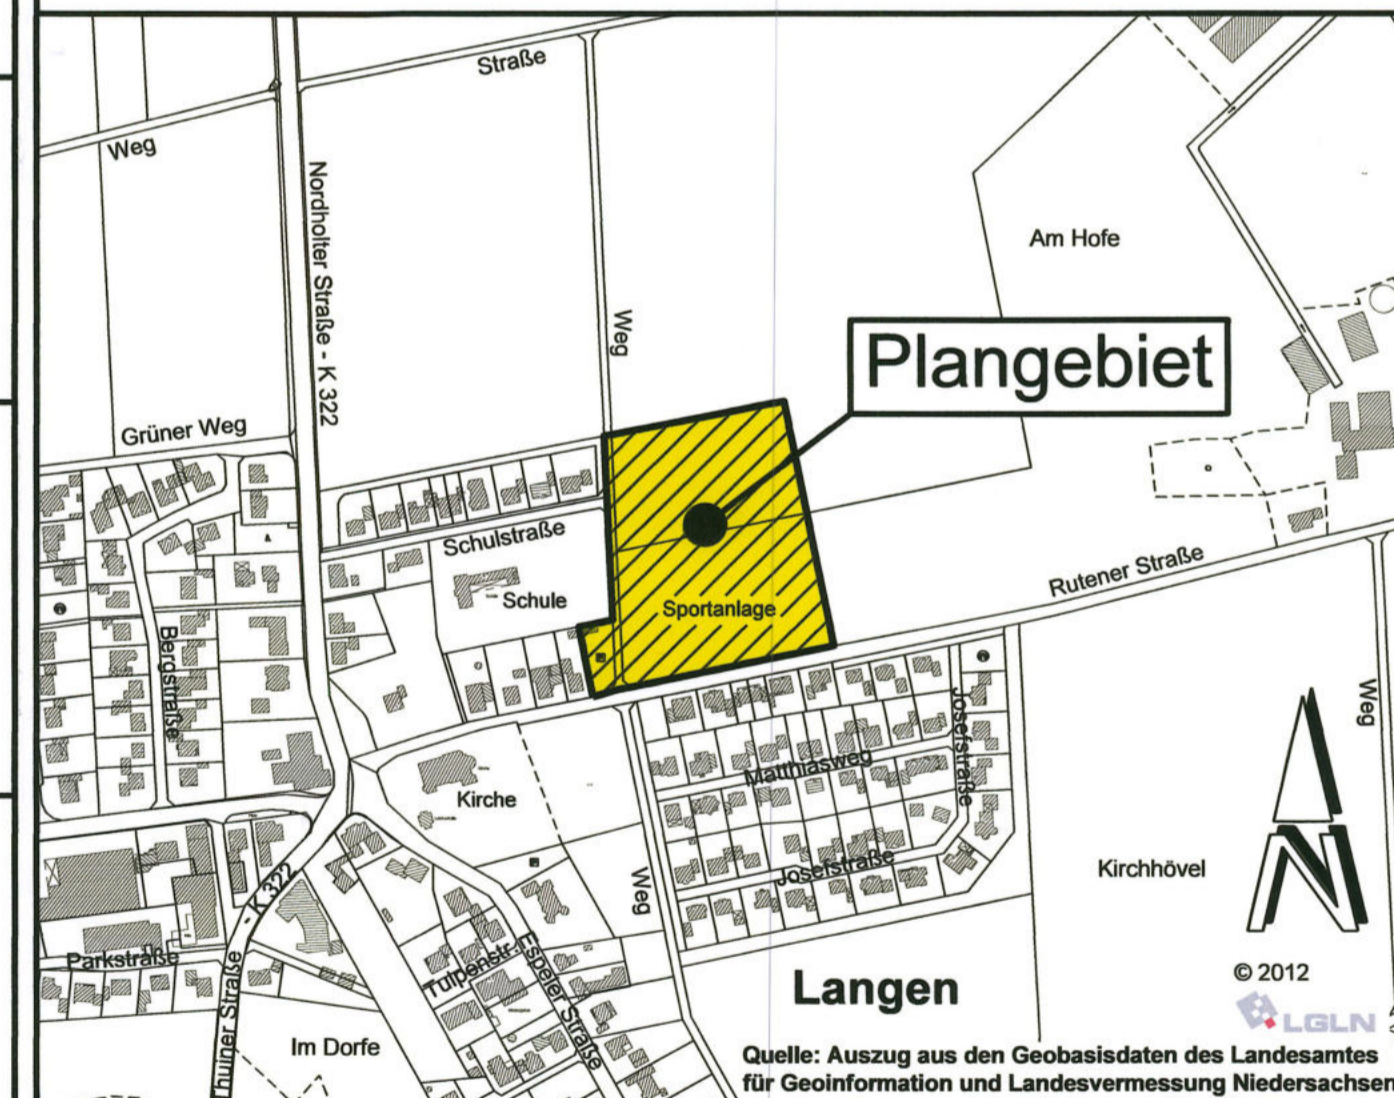 Straße
Weg
Nordholter Straße - K 322
Am Hofe
Weg
Plangebiet
Grüner Weg
Schulstraße
Schule
Sportanlage
Rutener Straße
Bergstraße
Weg
Josefstraße
Matthiasweg
Kirche
Josefstraße
Kirchhövel
Weg
Parkstraße
Thuiner Straße - K 322
Tulpenstr.
Espeler Straße
Im Dorfe
Langen
© 2012
LGLN
Quelle: Auszug aus den Geobasisdaten des Landesamtes
für Geoinformation und Landesvermessung Niedersachsen